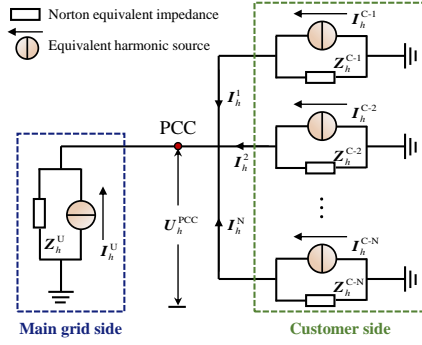 Norton equivalent impedance
Equivalent harmonic source
I_h^{C-1}
Z_h^{C-1}
I_h^1
PCC
I_h^{C-2}
Z_h^{C-2}
I_h^2
Z_h^U
I_h^U
U_h^{PCC}
I_h^N
⋮
I_h^{C-N}
Z_h^{C-N}
Main grid side
Customer side